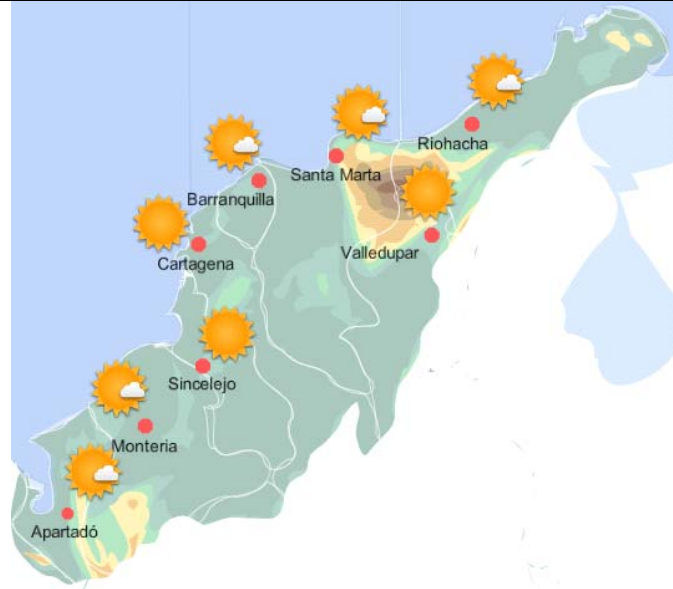 Riohacha
Santa Marta
Barranquilla
Valledupar
Cartagena
Sincelejo
Monteria
Apartadó